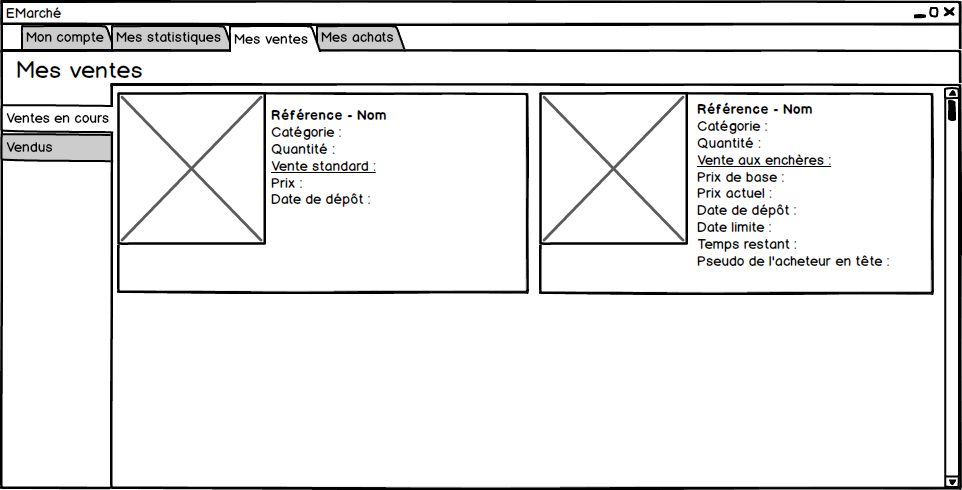 EMarché
Mon compte
Mes statistiques
Mes ventes
Mes achats
Mes ventes
Ventes en cours
Vendus
Référence - Nom
Catégorie :
Quantité :
Vente standard :
Prix :
Date de dépôt :
Référence - Nom
Catégorie :
Quantité :
Vente aux enchères :
Prix de base :
Prix actuel :
Date de dépôt :
Date limite :
Temps restant :
Pseudo de l'acheteur en tête :